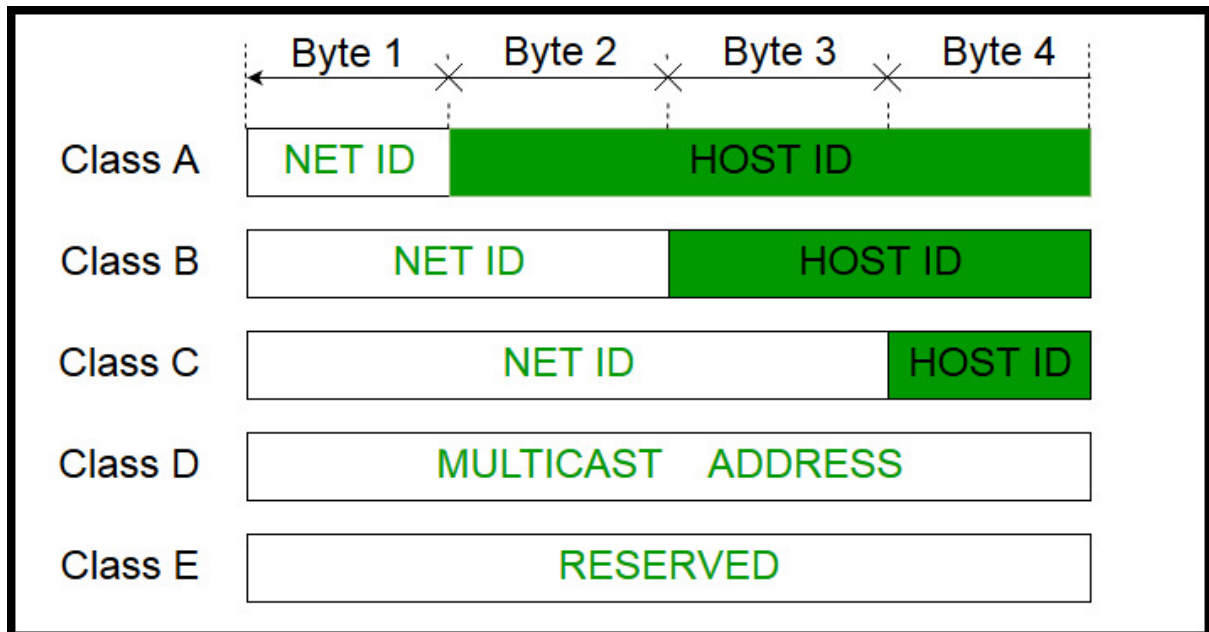 Byte 1 Byte 2 Byte 3 Byte 4
Class A NET ID HOST ID
Class B NET ID HOST ID
Class C NET ID HOST ID
Class D MULTICAST ADDRESS
Class E RESERVED